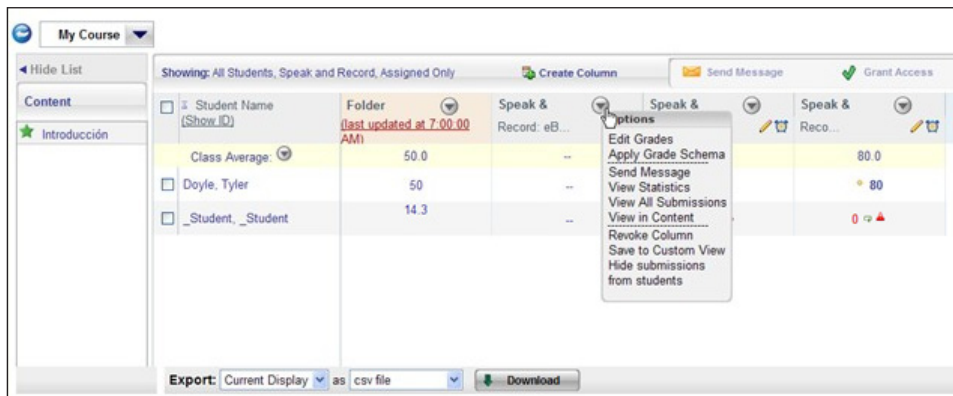 My Course
Hide List
Content
Introducción
Showing: All Students, Speak and Record, Assigned Only
Create Column
Send Message
Grant Access
Student Name
(Show ID)
Folder
(last updated at 7:00:00
AM)
Speak &
Record: eB...
Speak &
Speak &
Reco...
Class Average:
50.0
--
80.0
Doyle, Tyler
50
--
80
_Student, _Student
14.3
--
0
ptions
Edit Grades
Apply Grade Schema
Send Message
View Statistics
View All Submissions
View in Content
Revoke Column
Save to Custom View
Hide submissions
from students
Export: Current Display as csv file Download